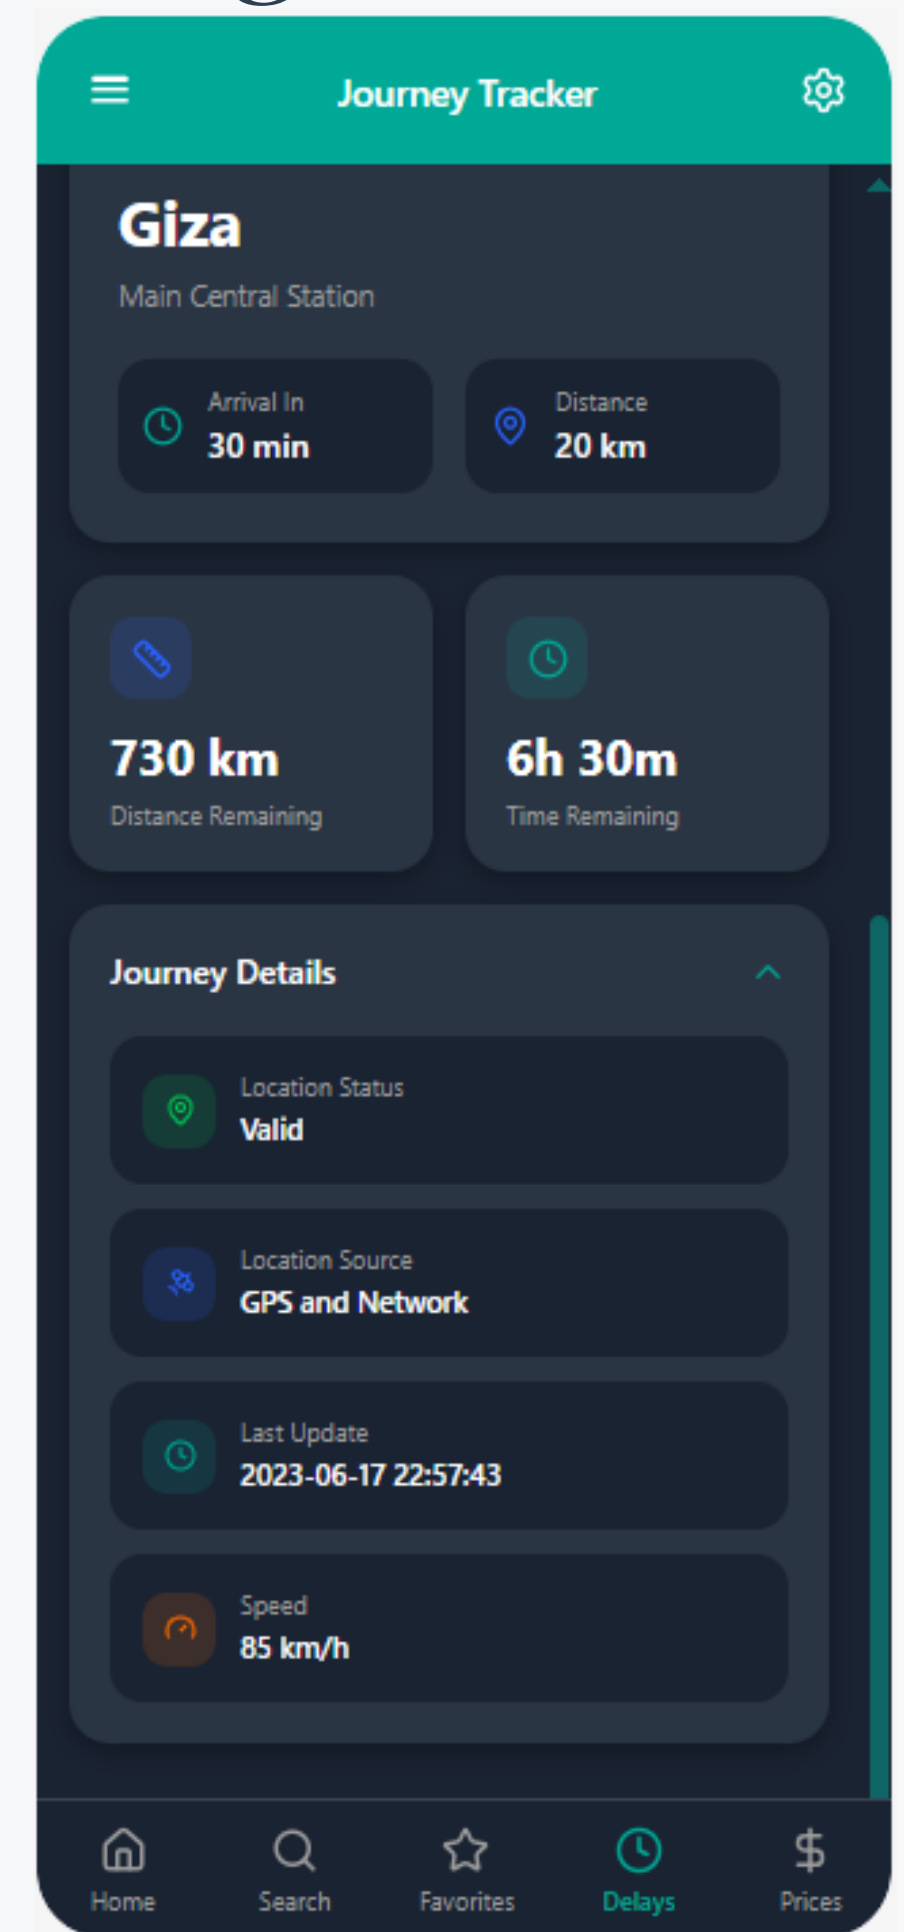 Journey Tracker
Giza
Main Central Station
Arrival In
30 min
Distance
20 km
730 km
Distance Remaining
6h 30m
Time Remaining
Journey Details
Location Status
Valid
Location Source
GPS and Network
Last Update
2023-06-17 22:57:43
Speed
85 km/h
Home
Search
Favorites
Delays
Prices